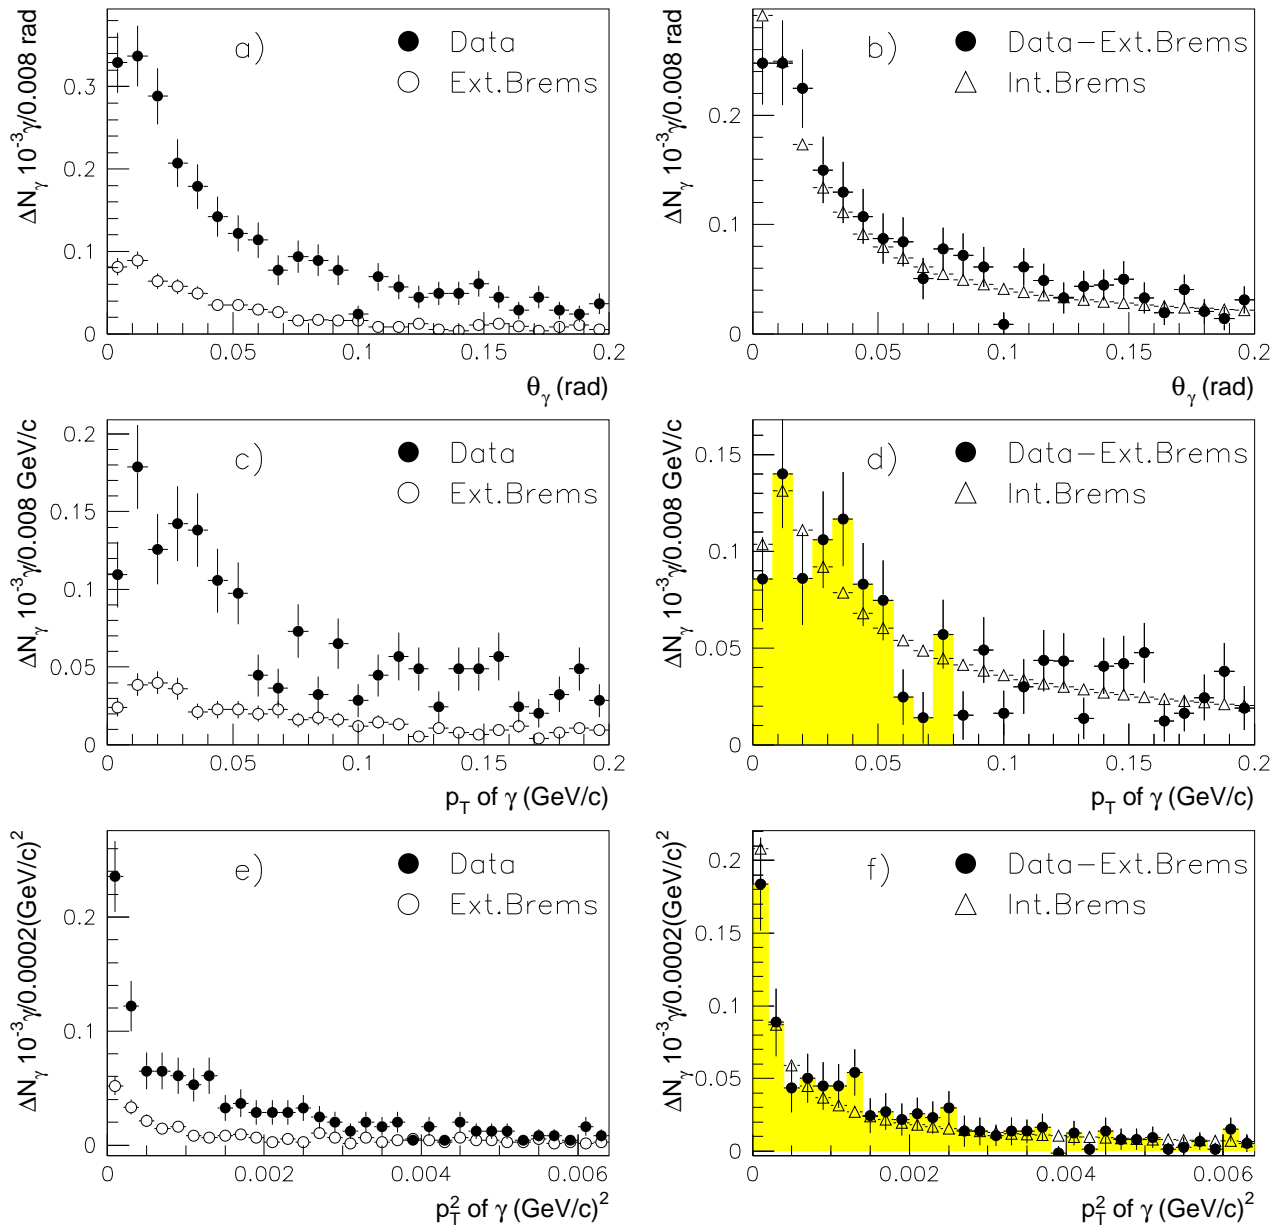 a)
Data
Ext.Brems
ΔNγ 10⁻³γ/0.008 rad
0.3
0.2
0.1
0
0 0.05 0.1 0.15 0.2
θγ (rad)
b)
Data-Ext.Brems
Int.Brems
ΔNγ 10⁻³γ/0.008 rad
0.2
0.1
0
0 0.05 0.1 0.15 0.2
θγ (rad)
c)
Data
Ext.Brems
ΔNγ 10⁻³γ/0.008 GeV/c
0.2
0.15
0.1
0.05
0
0 0.05 0.1 0.15 0.2
pT of γ (GeV/c)
d)
Data-Ext.Brems
Int.Brems
ΔNγ 10⁻³γ/0.008 GeV/c
0.15
0.1
0.05
0
0 0.05 0.1 0.15 0.2
pT of γ (GeV/c)
e)
Data
Ext.Brems
ΔNγ 10⁻³γ/0.0002(GeV/c)²
0.2
0.1
0
0 0.002 0.004 0.006
pT² of γ (GeV/c)²
f)
Data-Ext.Brems
Int.Brems
ΔNγ 10⁻³γ/0.0002(GeV/c)²
0.2
0.15
0.1
0.05
0
0 0.002 0.004 0.006
pT² of γ (GeV/c)²